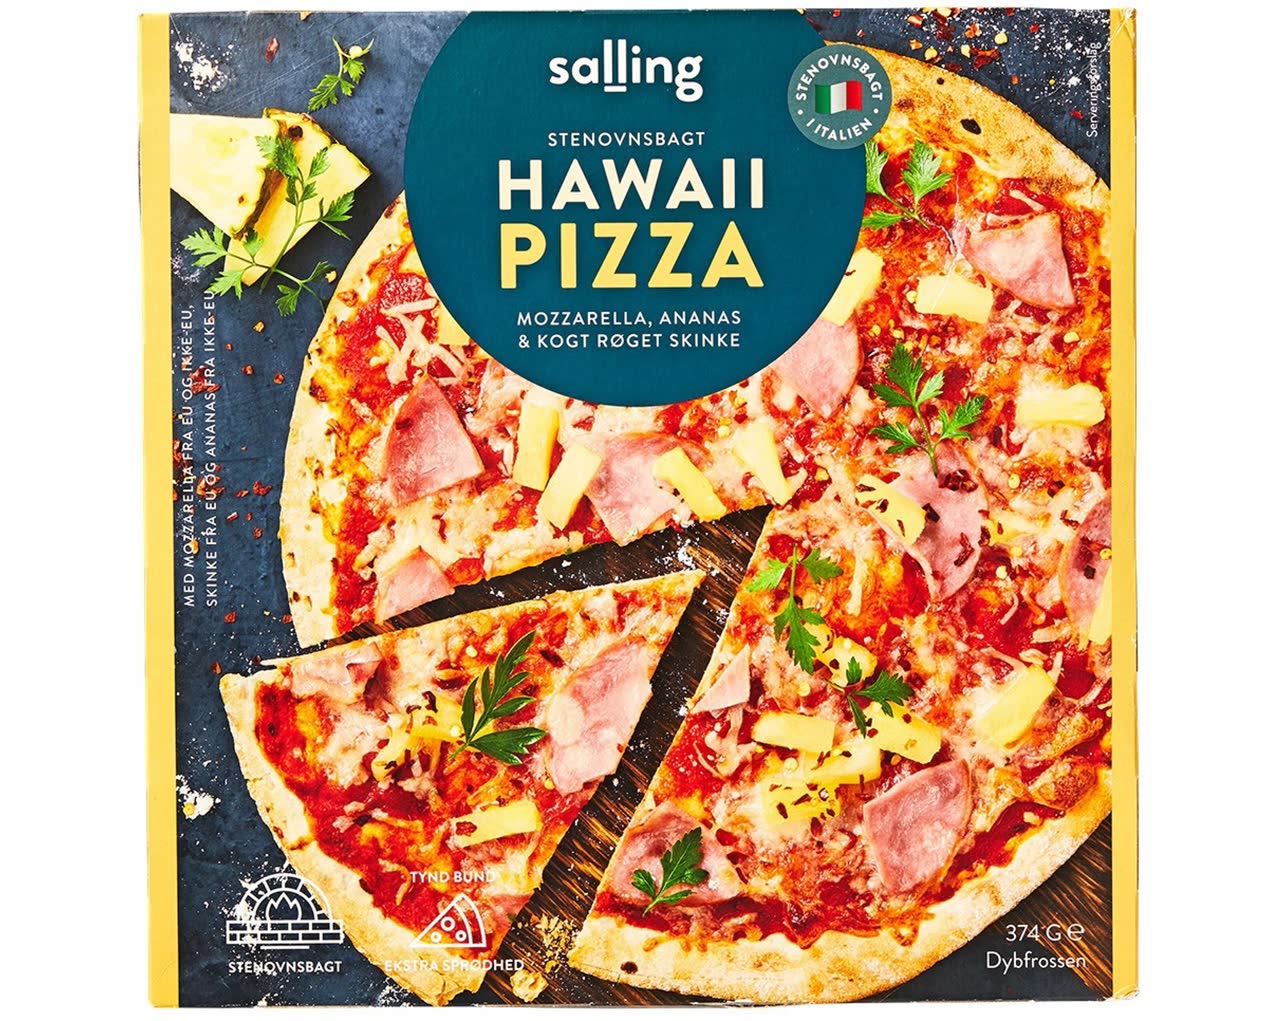 salling
STENOVNSBAGT
HAWAII
PIZZA
MOZZARELLA, ANANAS
& KOGT RØGET SKINKE
STENOVNSBAGT
I ITALIEN
Serveringsforslag
MED MOZZARELLA FRA EU OG IKKE-EU,
SKINKE FRA EU OG ANANAS FRA IKKE-EU
STENOVNSBAGT
TYND BUND
EKSTRA SPRØDHED
374 G ℮
Dybfrossen